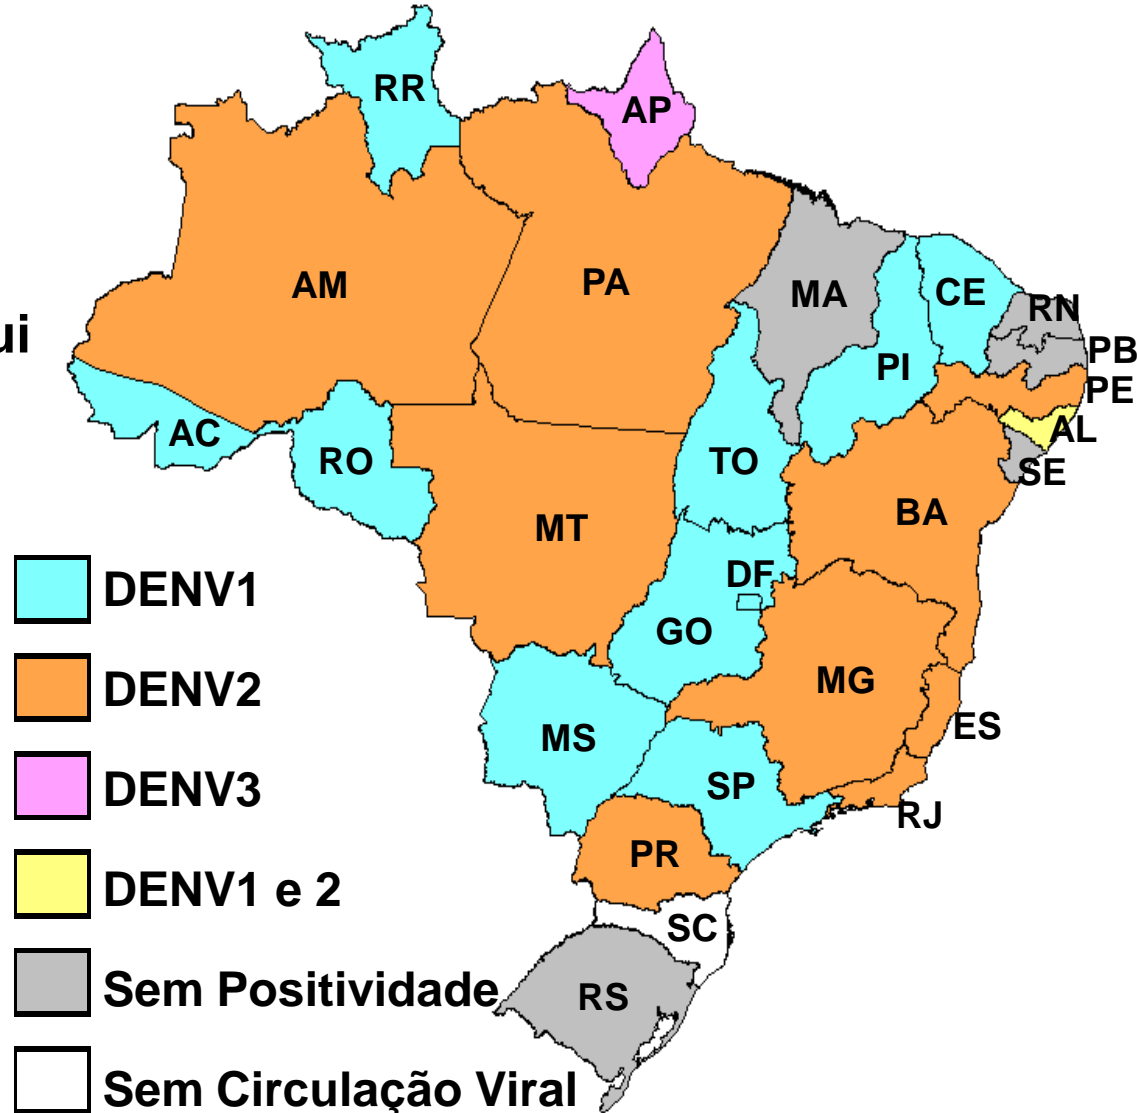 RR
AP
AM
PA
MA
CE
RN
ui
PB
PI
PE
AC
AL
RO
TO
SE
BA
MT
DF
DENV1
GO
MG
DENV2
ES
MS
SP
DENV3
RJ
PR
DENV1 e 2
SC
Sem Positividade
RS
Sem Circulação Viral